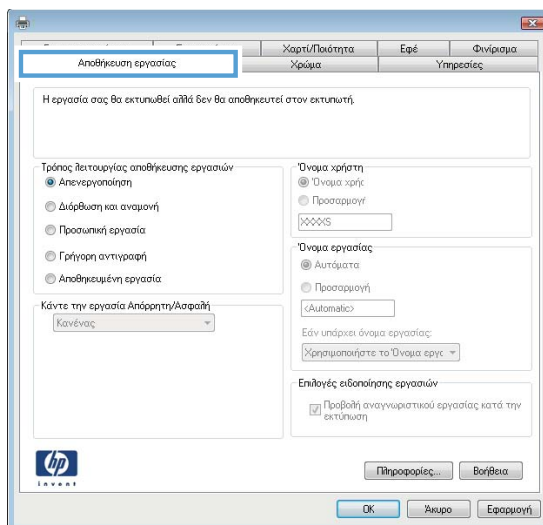 Χαρτί/Ποιότητα
Εφέ
Φινίρισμα
Αποθήκευση εργασίας
Χρώμα
Υπηρεσίες
Η εργασία σας θα εκτυπωθεί αλλά δεν θα αποθηκευτεί στον εκτυπωτή.
Τρόπος λειτουργίας αποθήκευσης εργασιών
Απενεργοποίηση
Διόρθωση και αναμονή
Προσωπική εργασία
Γρήγορη αντιγραφή
Αποθηκευμένη εργασία
Κάντε την εργασία Απόρρητη/Ασφαλή
Κανένας
Όνομα χρήστη
Όνομα χρής
Προσαρμογή
XXXXS
Όνομα εργασίας
Αυτόματα
Προσαρμογή
<Automatic>
Εάν υπάρχει όνομα εργασίας:
Χρησιμοποιήστε το Όνομα εργς
Επιλογές ειδοποίησης εργασιών
Προβολή αναγνωριστικού εργασίας κατά την
εκτύπωση
hp
invent
Πληροφορίες...
Βοήθεια
OK
Άκυρο
Εφαρμογή